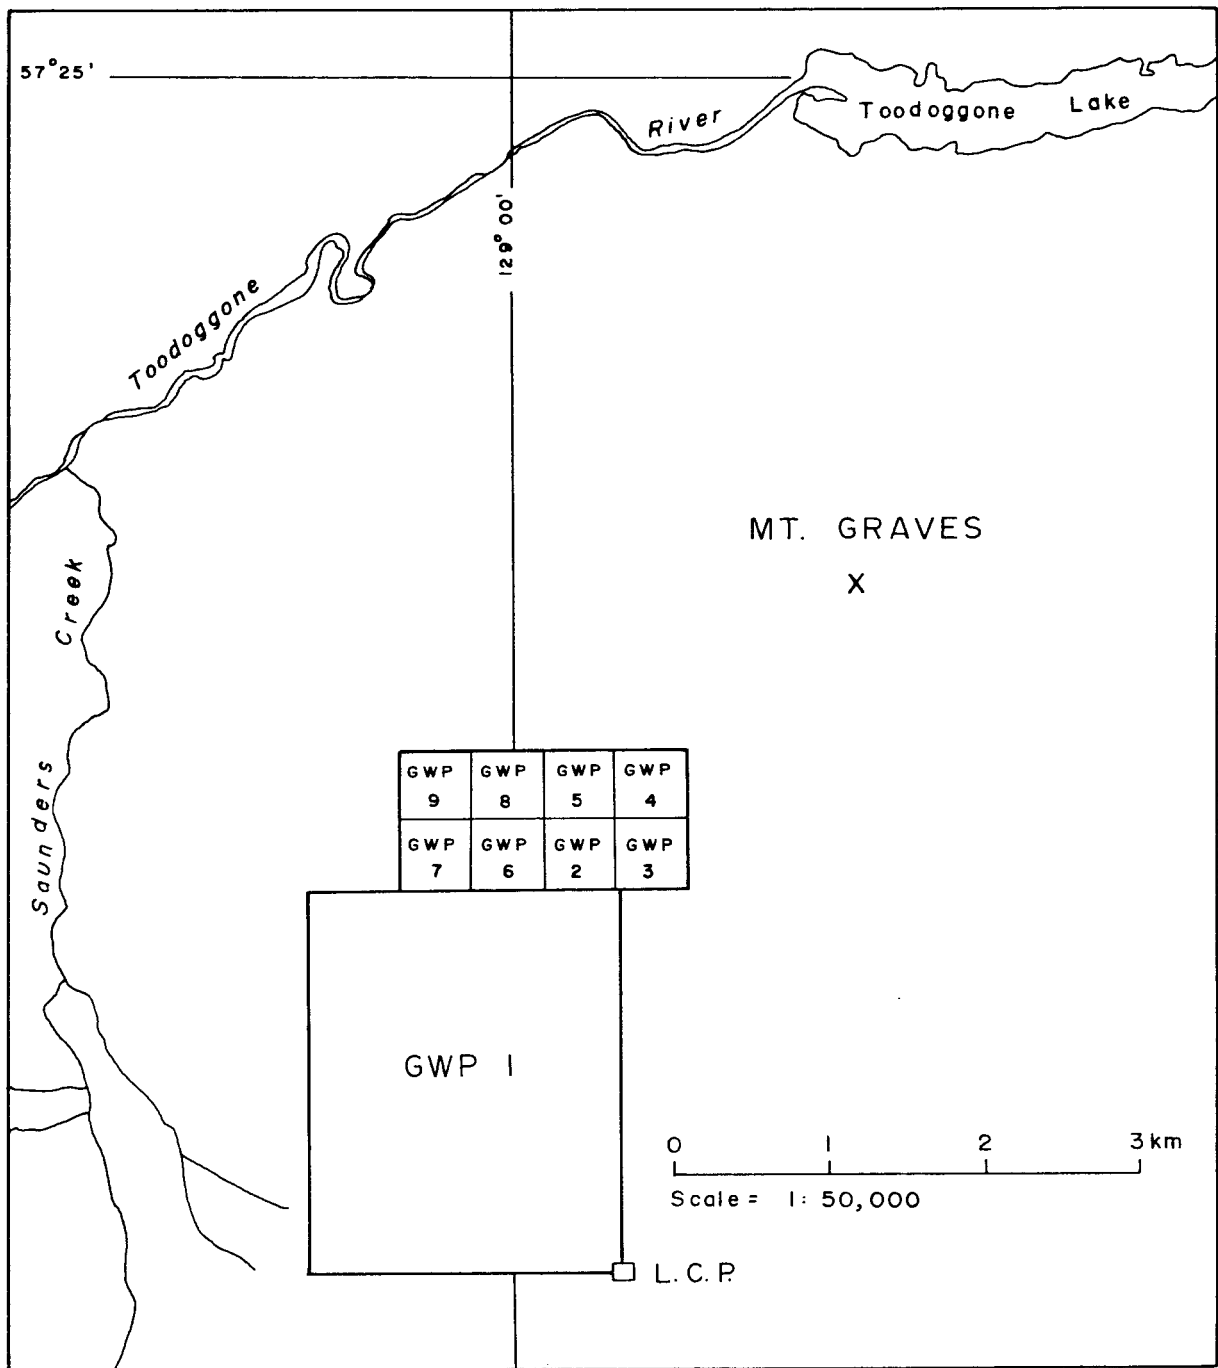 57°25'
River
Toodoggone Lake
129° 00'
Toodoggone
MT. GRAVES
X
Creek
Saunders
GWP 9
GWP 8
GWP 5
GWP 4
GWP 7
GWP 6
GWP 2
GWP 3
GWP 1
0 1 2 3 km
Scale = 1: 50,000
L. C. P.